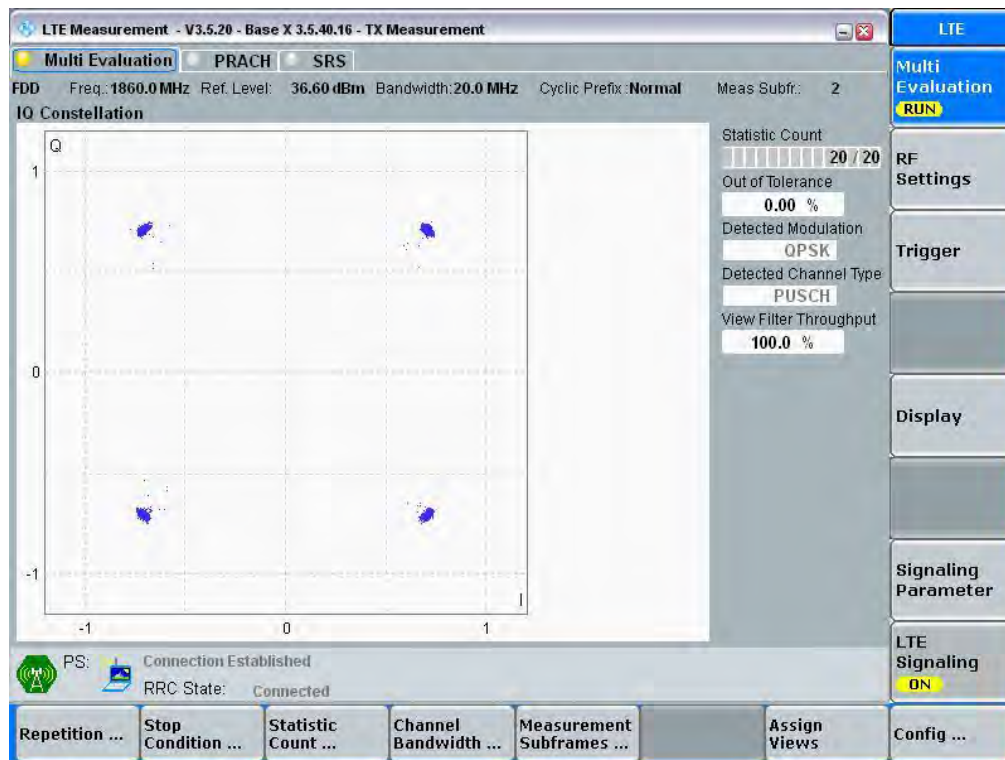 LTE Measurement - V3.5.20 - Base X 3.5.40.16 - TX Measurement
LTE
Multi Evaluation PRACH SRS
Multi
Evaluation
RUN
FDD Freq.:1860.0 MHz Ref. Level: 36.60 dBm Bandwidth:20.0 MHz Cyclic Prefix :Normal Meas Subfr.: 2
IQ Constellation
Q
1
0
-1
-1 0 1
I
Statistic Count
20 / 20
Out of Tolerance
0.00 %
Detected Modulation
QPSK
Detected Channel Type
PUSCH
View Filter Throughput
100.0 %
RF
Settings
Trigger
Display
Signaling
Parameter
LTE
Signaling
ON
PS: Connection Established
RRC State: Connected
Repetition ...
Stop
Condition ...
Statistic
Count ...
Channel
Bandwidth ...
Measurement
Subframes ...
Assign
Views
Config ...